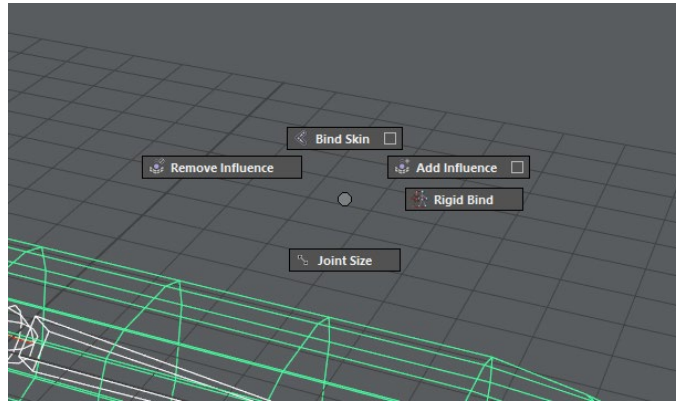 Bind Skin
Remove Influence
Add Influence
Rigid Bind
Joint Size